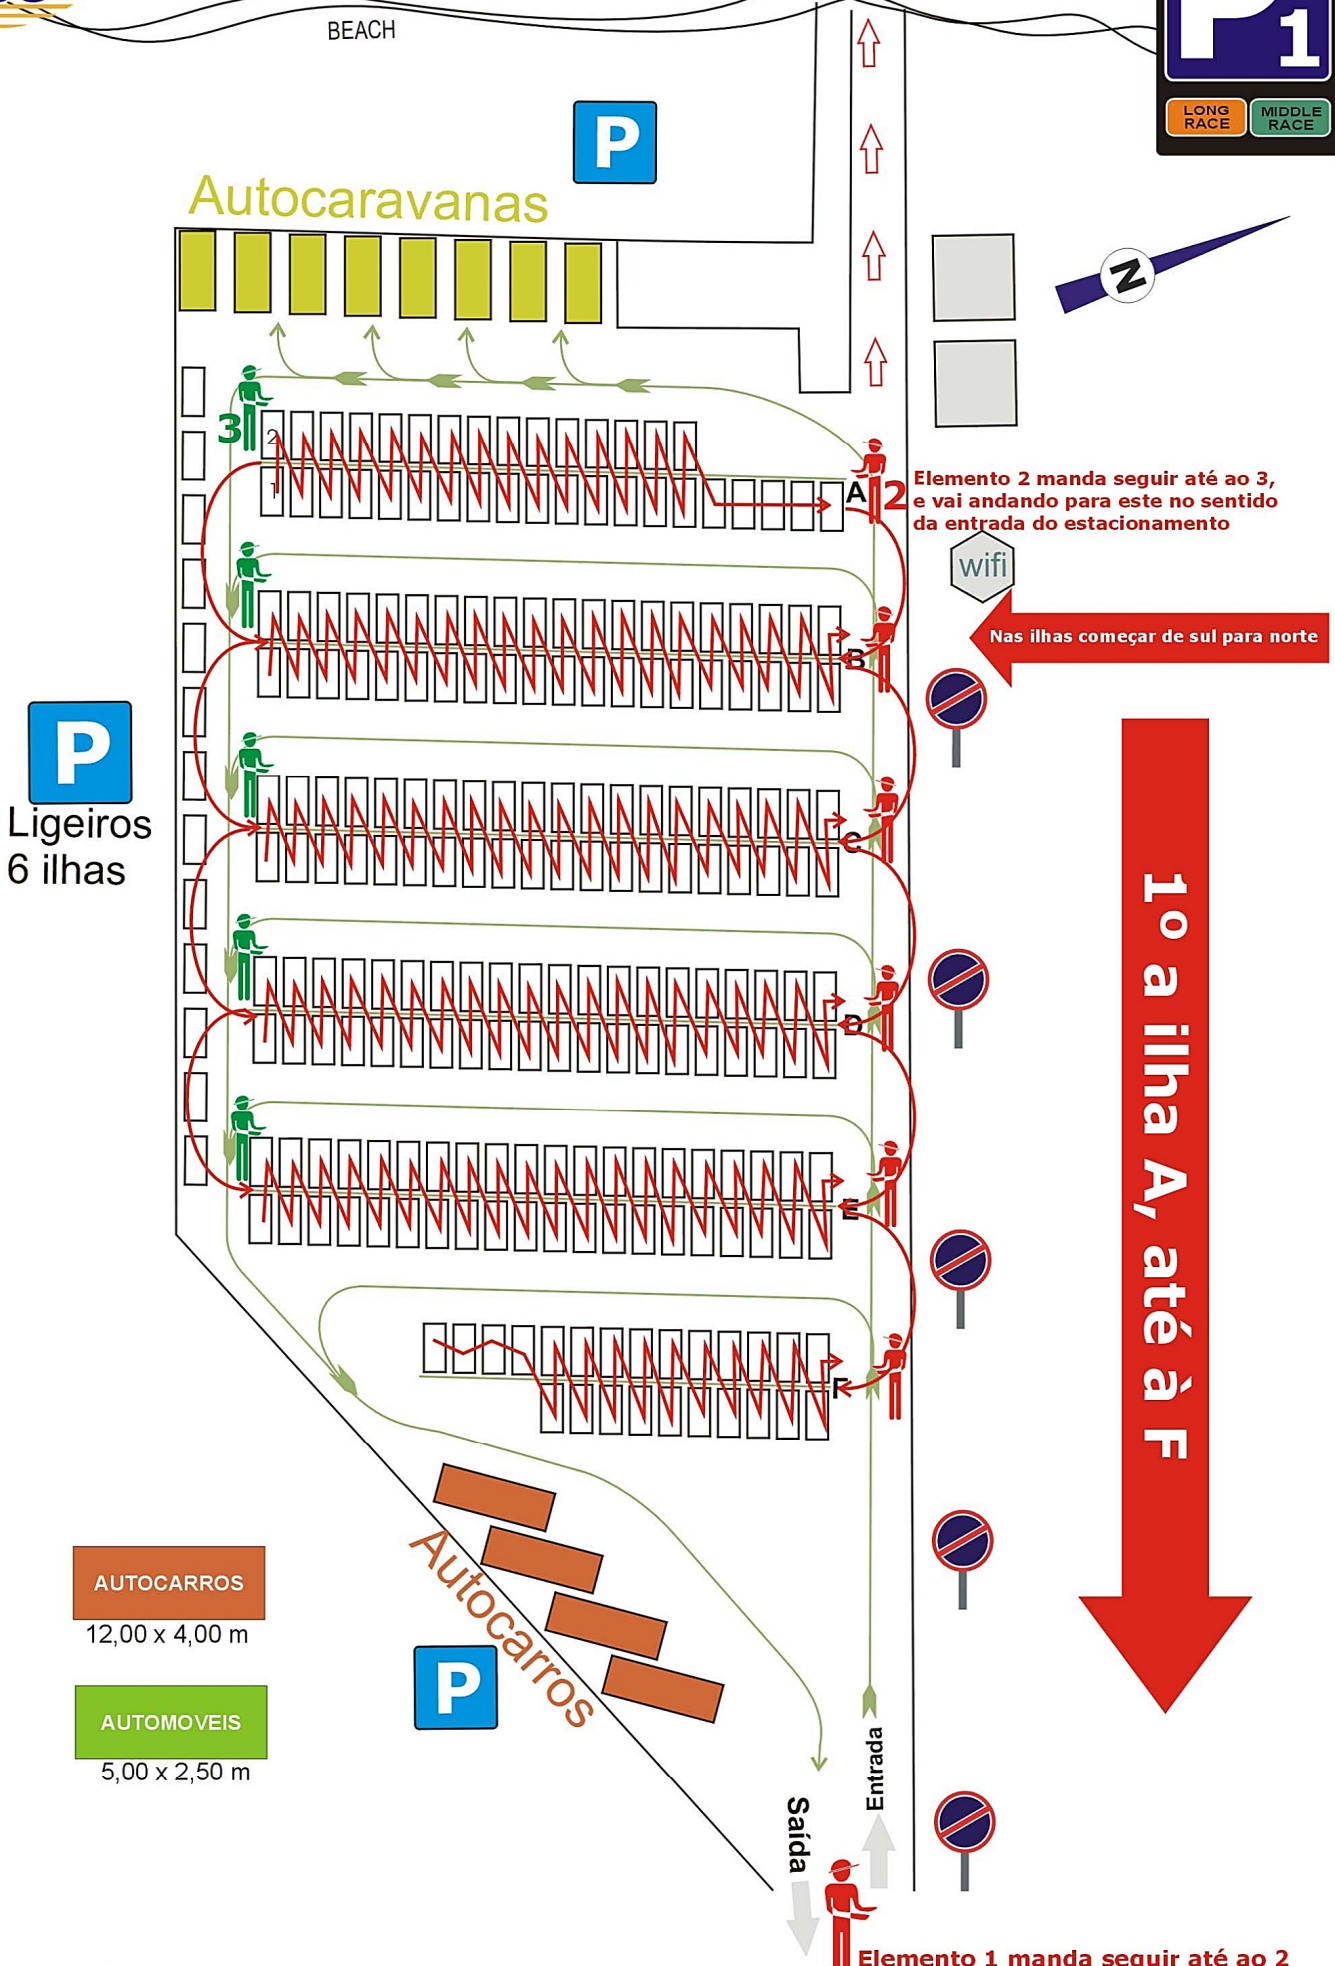 BEACH
P
P1
LONG
RACE
MIDDLE
RACE
Autocaravanas
N
3
2
1
A
2
Elemento 2 manda seguir até ao 3,
e vai andando para este no sentido
da entrada do estacionamento
wifi
Nas ilhas começar de sul para norte
B
P
Ligeiros
6 ilhas
C
D
E
F
1º a ilha A, até à F
Autocarros
P
AUTOCARROS
12,00 x 4,00 m
AUTOMOVEIS
5,00 x 2,50 m
Entrada
Saída
Elemento 1 manda seguir até ao 2